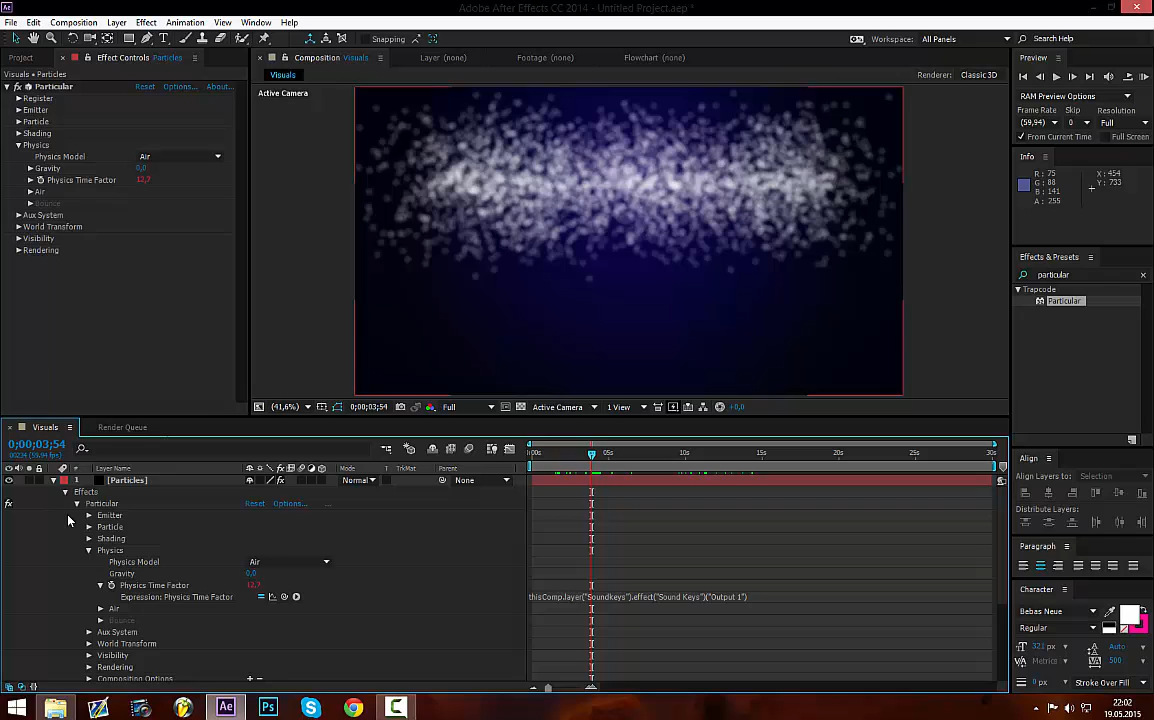 Adobe After Effects CC 2014 - Untitled Project.aep *
File Edit Composition Layer Effect Animation View Window Help
Snapping
Workspace: All Panels
Search Help
Project
Effect Controls Particles
Visuals • Particles
Particular Reset Options... About...
Register
Emitter
Particle
Shading
Physics
Physics Model Air
Gravity 0,0
Physics Time Factor 12,7
Air
Bounce
Aux System
World Transform
Visibility
Rendering
Composition Visuals
Layer (none)
Footage (none)
Flowchart (none)
Visuals
Renderer: Classic 3D
Active Camera
(41,6%) 0;00;03;54 Full Active Camera 1 View +0,0
Preview
RAM Preview Options
Frame Rate Skip Resolution
(59,94) 0 Full
From Current Time Full Screen
Info
R: 75
G: 88
B: 141
A: 255
X: 454
Y: 733
Effects & Presets
particular
Trapcode
Particular
Align
Align Layers to: Selection
Distribute Layers:
Paragraph
Character
Bebas Neue
Regular
321 px Auto
Metrics 500
0 px Stroke Over Fill
Visuals
Render Queue
0;00;03;54
00234 (59.94 fps)
# Layer Name Mode T TrkMat Parent
1 [Particles] Normal None
Effects
Particular Reset Options... ...
Emitter
Particle
Shading
Physics
Physics Model Air
Gravity 0,0
Physics Time Factor 12,7
Expression: Physics Time Factor
thisComp.layer("Soundkeys").effect("Sound Keys")("Output 1")
Air
Bounce
Aux System
World Transform
Visibility
Rendering
Compositing Options + −
05s 10s 15s 20s 25s 30s
22:02
19.05.2015